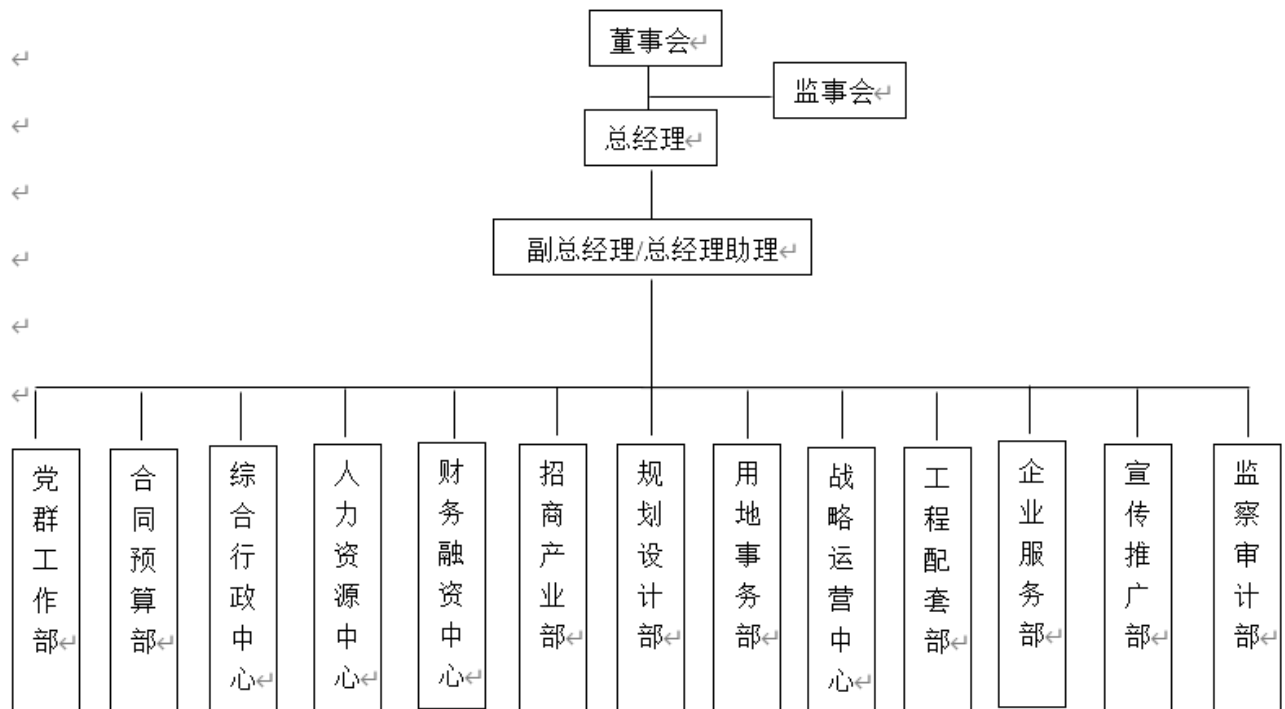 董事会
监事会
总经理
副总经理/总经理助理
党群工作部
合同预算部
综合行政中心
人力资源中心
财务融资中心
招商产业部
规划设计部
用地事务部
战略运营中心
工程配套部
企业服务部
宣传推广部
监察审计部